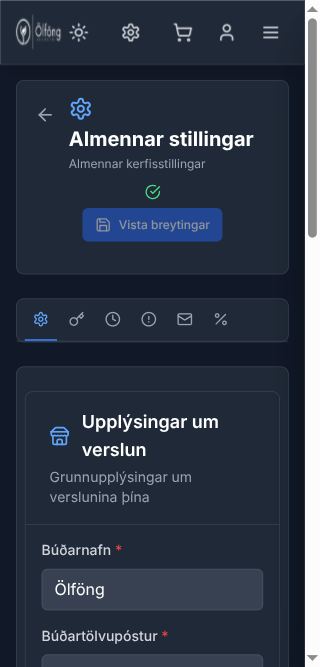 Ölföng
Almennar stillingar
Almennar kerfisstillingar
Vista breytingar
Upplýsingar um
verslun
Grunnupplýsingar um
verslunina þína
Búðarnafn *
Ölföng
Búðartölvupóstur *